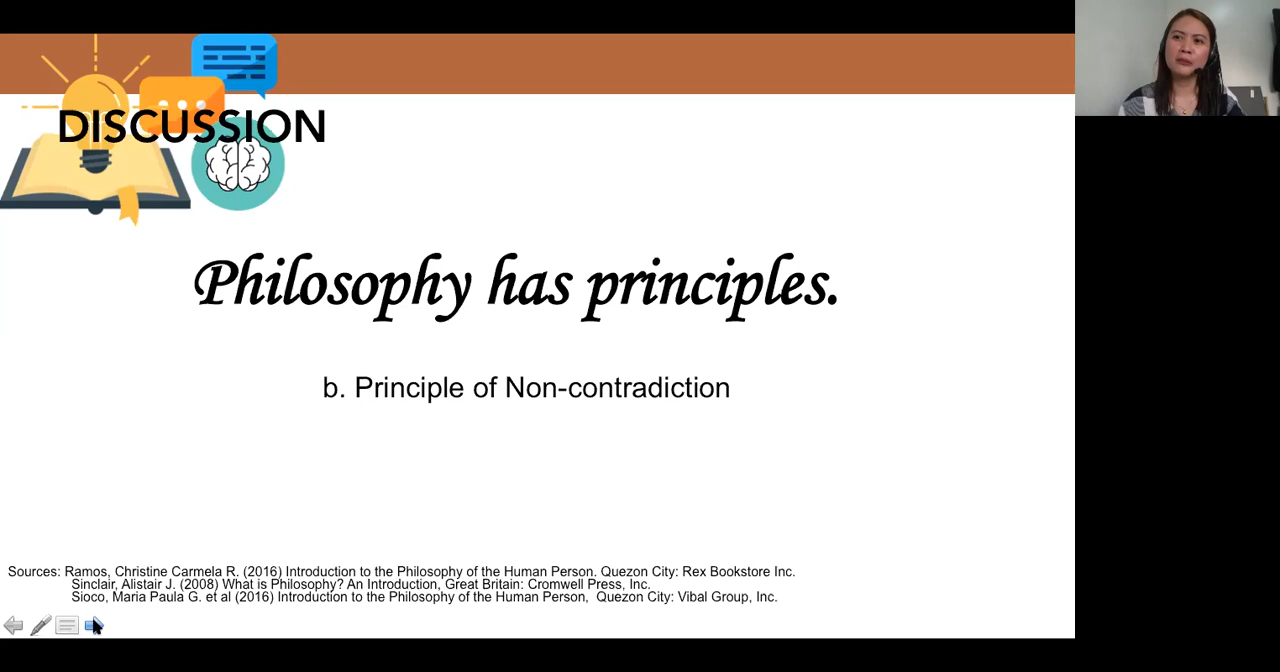 DISCUSSION
Philosophy has principles.
b. Principle of Non-contradiction
Sources: Ramos, Christine Carmela R. (2016) Introduction to the Philosophy of the Human Person. Quezon City: Rex Bookstore Inc.
Sinclair, Alistair J. (2008) What is Philosophy? An Introduction, Great Britain: Cromwell Press, Inc.
Sioco, Maria Paula G. et al (2016) Introduction to the Philosophy of the Human Person, Quezon City: Vibal Group, Inc.